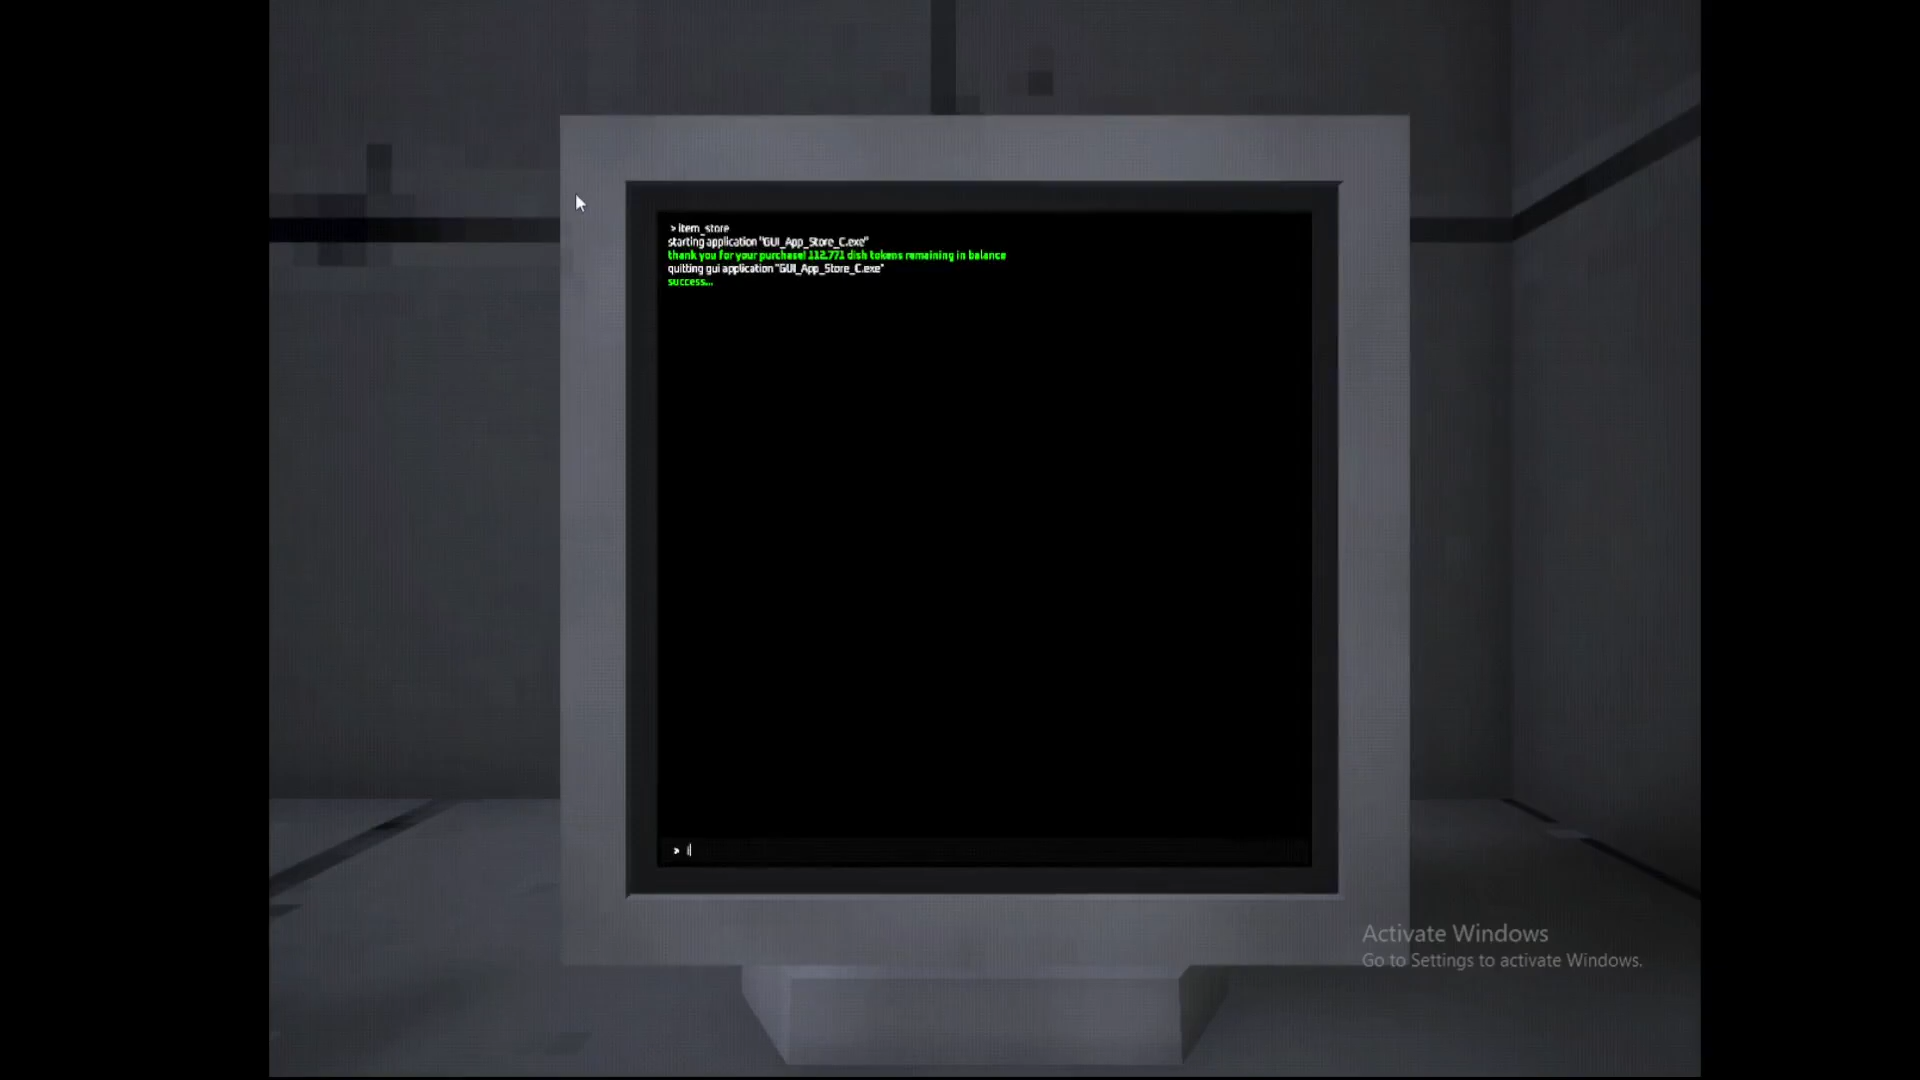 > item_store
starting application "GUI_App_Store_C.exe"
thank you for your purchase! 112.771 dish tokens remaining in balance
quitting gui application "GUI_App_Store_C.exe"
success...
> i
Activate Windows
Go to Settings to activate Windows.